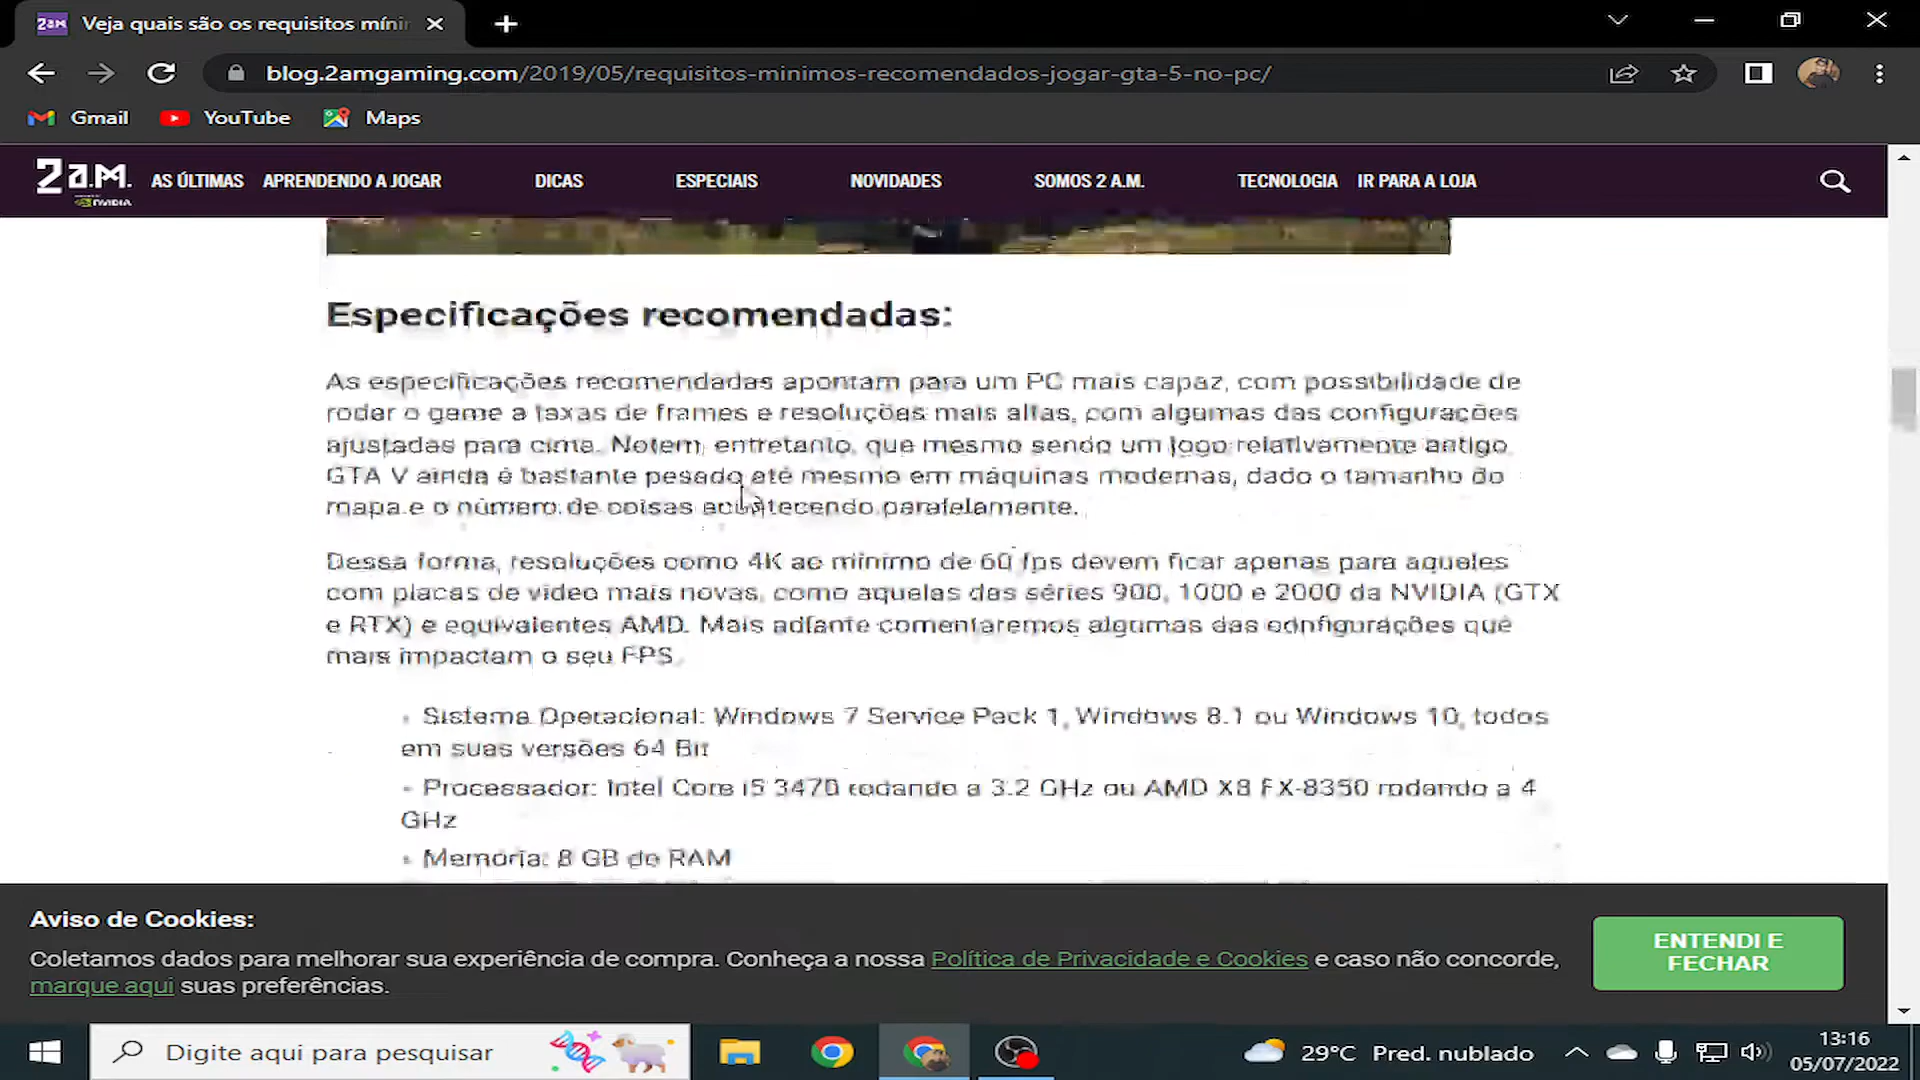 Veja quais são os requisitos míni
blog.2amgaming.com/2019/05/requisitos-minimos-recomendados-jogar-gta-5-no-pc/
Gmail YouTube Maps
2 a.M. NVIDIA AS ÚLTIMAS APRENDENDO A JOGAR DICAS ESPECIAIS NOVIDADES SOMOS 2 A.M. TECNOLOGIA IR PARA A LOJA
Especificações recomendadas:
As especificações recomendadas apontam para um PC mais capaz, com possibilidade de
rodar o game a taxas de frames e resoluções mais altas, com algumas das configurações
ajustadas para cima. Notem, entretanto, que mesmo sendo um jogo relativamente antigo
GTA V ainda é bastante pesado até mesmo em máquinas modernas, dado o tamanho do
mapa e o número de coisas acontecendo paralelamente.
Dessa forma, resoluções como 4K ao mínimo de 60 fps devem ficar apenas para aqueles
com placas de vídeo mais novas, como aquelas das séries 900, 1000 e 2000 da NVIDIA (GTX
e RTX) e equivalentes AMD. Mais adiante comentaremos algumas das configurações que
mais impactam o seu FPS.
• Sistema Operacional: Windows 7 Service Pack 1, Windows 8.1 ou Windows 10, todos
em suas versões 64 Bit
• Processador: Intel Core i5 3470 rodando a 3.2 GHz ou AMD X8 FX-8350 rodando a 4
GHz
• Memória: 8 GB de RAM
Aviso de Cookies:
Coletamos dados para melhorar sua experiência de compra. Conheça a nossa Política de Privacidade e Cookies e caso não concorde,
marque aqui suas preferências.
ENTENDI E
FECHAR
Digite aqui para pesquisar
29°C Pred. nublado
13:16
05/07/2022